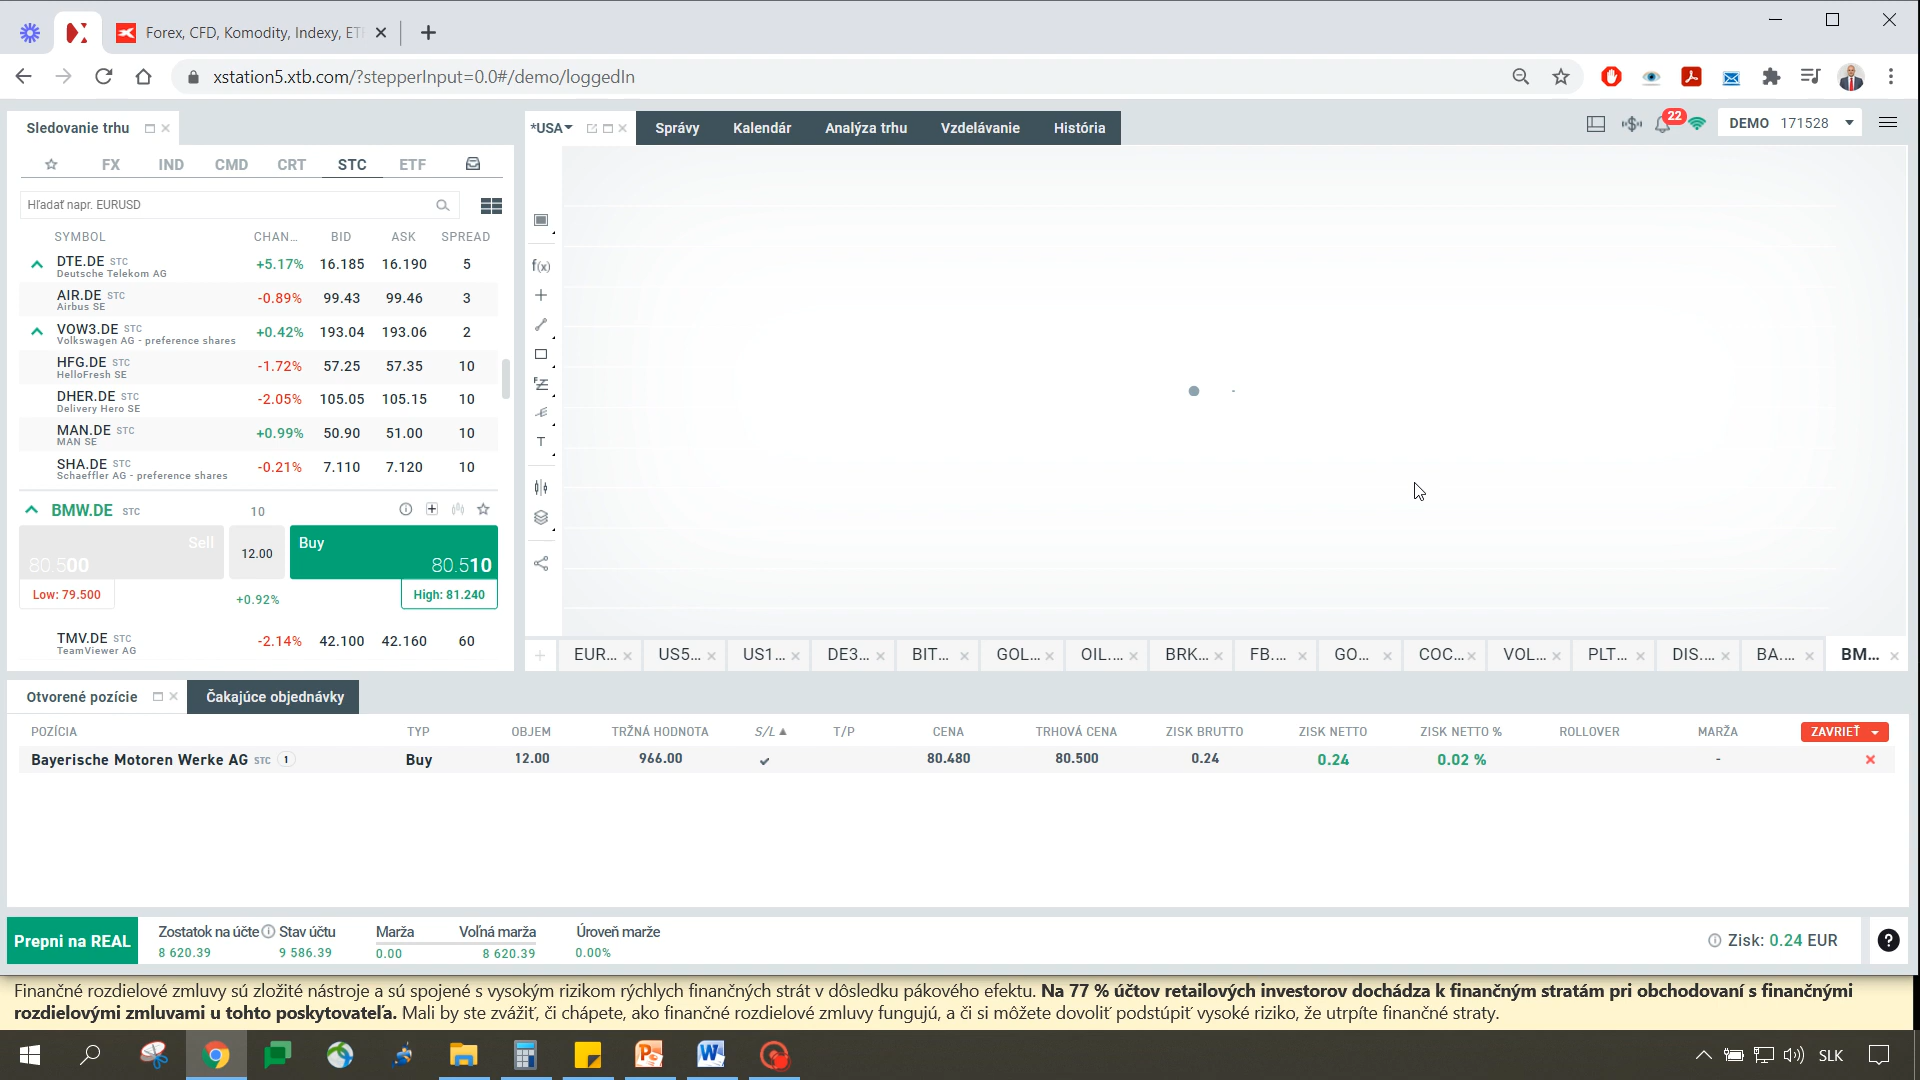 Forex, CFD, Komodity, Indexy, ET
xstation5.xtb.com/?stepperInput=0.0#/demo/loggedIn
Sledovanie trhu
*USA
Správy
Kalendár
Analýza trhu
Vzdelávanie
História
22
DEMO 171528
FX IND CMD CRT STC ETF
Hľadať napr. EURUSD
SYMBOL CHAN... BID ASK SPREAD
DTE.DE STC +5.17% 16.185 16.190 5
Deutsche Telekom AG
AIR.DE STC -0.89% 99.43 99.46 3
Airbus SE
VOW3.DE STC +0.42% 193.04 193.06 2
Volkswagen AG - preference shares
HFG.DE STC -1.72% 57.25 57.35 10
HelloFresh SE
DHER.DE STC -2.05% 105.05 105.15 10
Delivery Hero SE
MAN.DE STC +0.99% 50.90 51.00 10
MAN SE
SHA.DE STC -0.21% 7.110 7.120 10
Schaeffler AG - preference shares
BMW.DE STC 10
Sell 12.00 Buy
80.500 80.510
Low: 79.500 +0.92% High: 81.240
TMV.DE STC -2.14% 42.100 42.160 60
TeamViewer AG
f(x)
T
EUR... US5... US1... DE3... BIT... GOL... OIL.... BRK... FB.... GO... COC... VOL... PLT... DIS.... BA.... BM...
Otvorené pozície
Čakajúce objednávky
POZÍCIA TYP OBJEM TRŽNÁ HODNOTA S/L T/P CENA TRHOVÁ CENA ZISK BRUTTO ZISK NETTO ZISK NETTO % ROLLOVER MARŽA ZAVRIEŤ
Bayerische Motoren Werke AG STC 1 Buy 12.00 966.00 80.480 80.500 0.24 0.24 0.02 % -
Prepni na REAL
Zostatok na účte Stav účtu Marža Voľná marža Úroveň marže
8 620.39 9 586.39 0.00 8 620.39 0.00%
Zisk: 0.24 EUR
Finančné rozdielové zmluvy sú zložité nástroje a sú spojené s vysokým rizikom rýchlych finančných strát v dôsledku pákového efektu. Na 77 % účtov retailových investorov dochádza k finančným stratám pri obchodovaní s finančnými
rozdielovými zmluvami u tohto poskytovateľa. Mali by ste zvážiť, či chápete, ako finančné rozdielové zmluvy fungujú, a či si môžete dovoliť podstúpiť vysoké riziko, že utrpíte finančné straty.
SLK